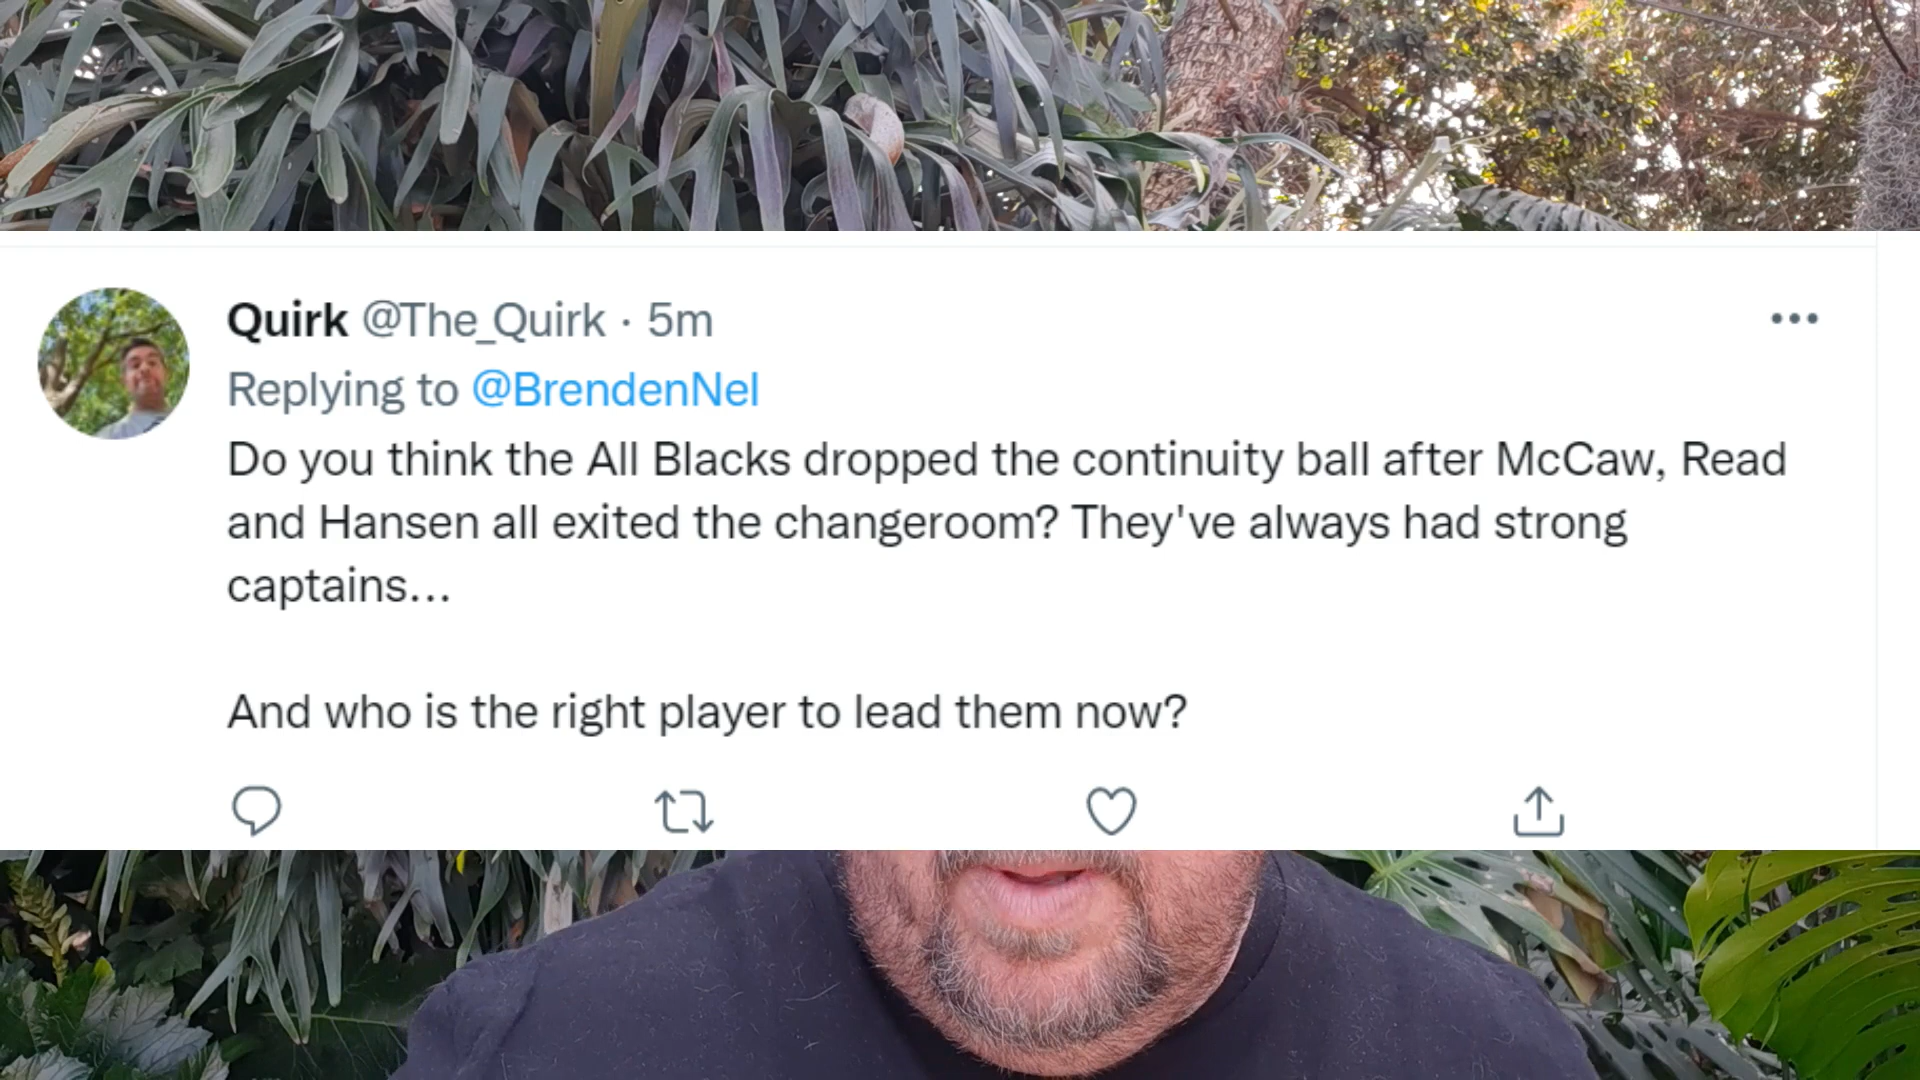 Quirk @The_Quirk · 5m
Replying to @BrendenNel
Do you think the All Blacks dropped the continuity ball after McCaw, Read
and Hansen all exited the changeroom? They've always had strong
captains...
And who is the right player to lead them now?